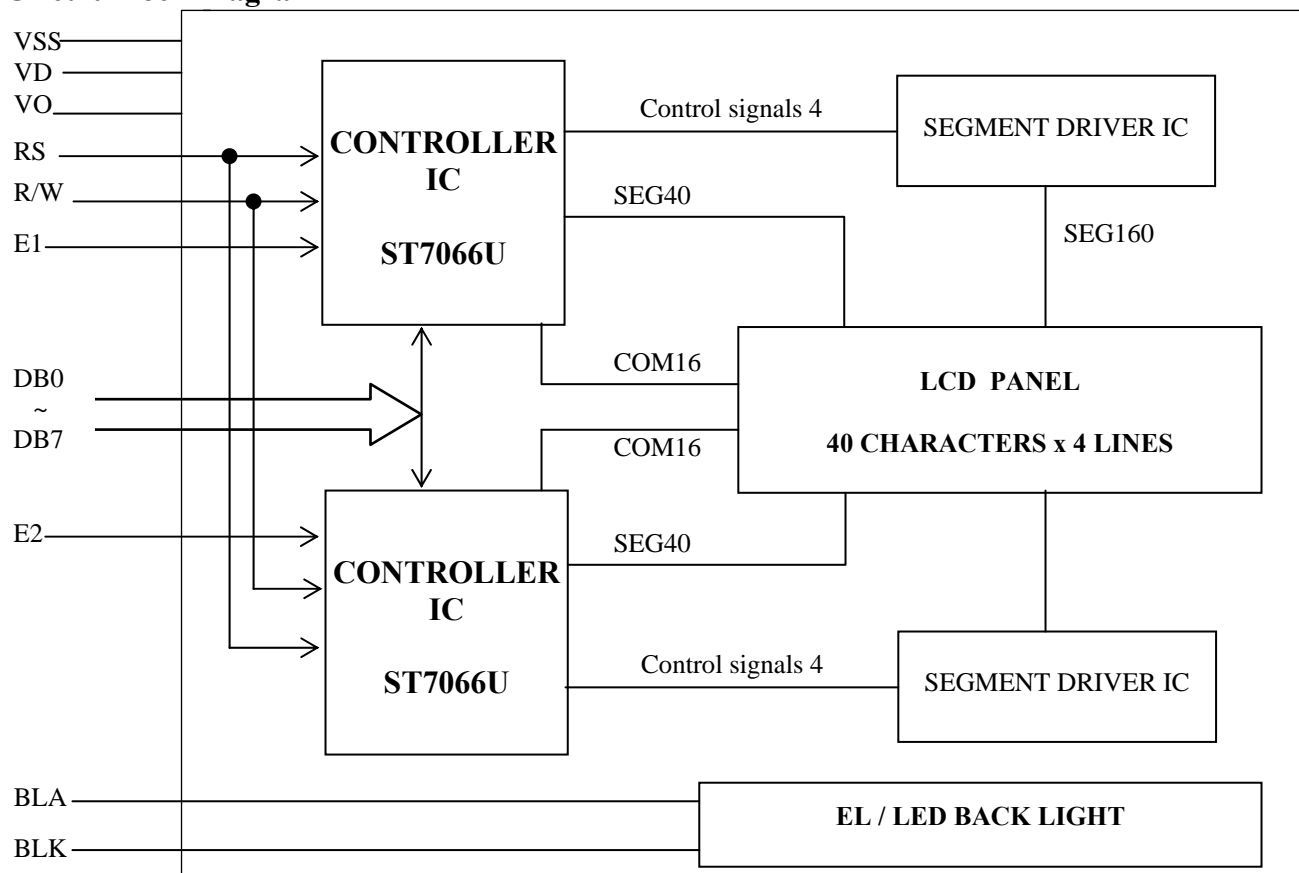 VSS
VD
VO
RS
R/W
E1
DB0
~
DB7
E2
BLA
BLK
CONTROLLER
IC
ST7066U
Control signals 4
SEGMENT DRIVER IC
SEG40
SEG160
COM16
LCD PANEL
40 CHARACTERS x 4 LINES
COM16
SEG40
CONTROLLER
IC
ST7066U
Control signals 4
SEGMENT DRIVER IC
EL / LED BACK LIGHT